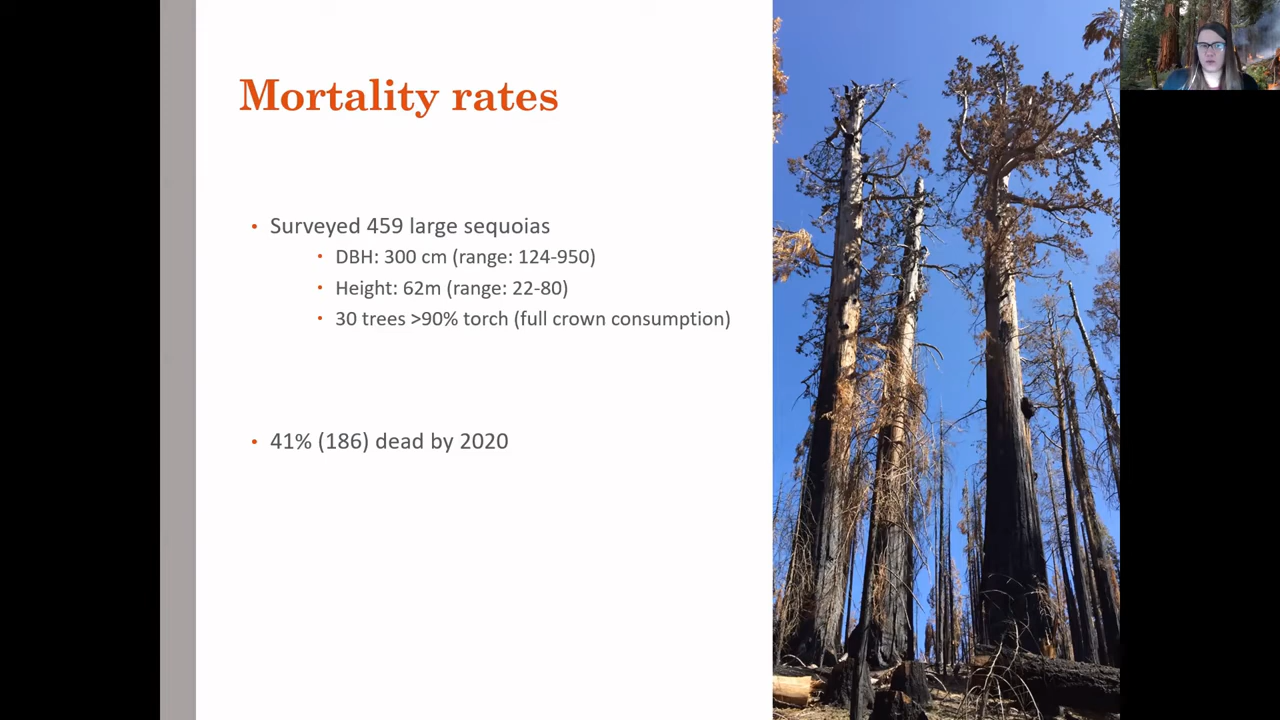 Mortality rates
• Surveyed 459 large sequoias
• DBH: 300 cm (range: 124-950)
• Height: 62m (range: 22-80)
• 30 trees >90% torch (full crown consumption)
• 41% (186) dead by 2020